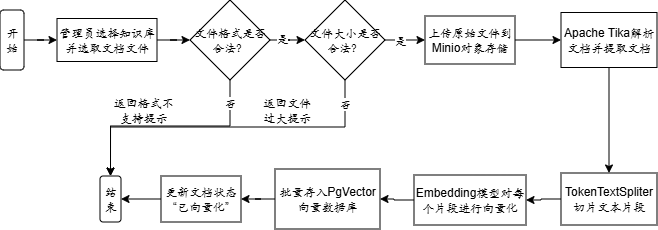 开
始
管理员选择知识库
并选取文档文件
文件格式是否
合法?
是
文件大小是否
合法?
是
上传原始文件到
Minio对象存储
Apache Tika解析
文档并提取文档
返回格式不
支持提示
否
返回文件
过大提示
否
结
束
更新文档状态
“已向量化”
批量存入PgVector
向量数据库
Embedding模型对每
个片段进行向量化
TokenTextSpliter
切片文本片段